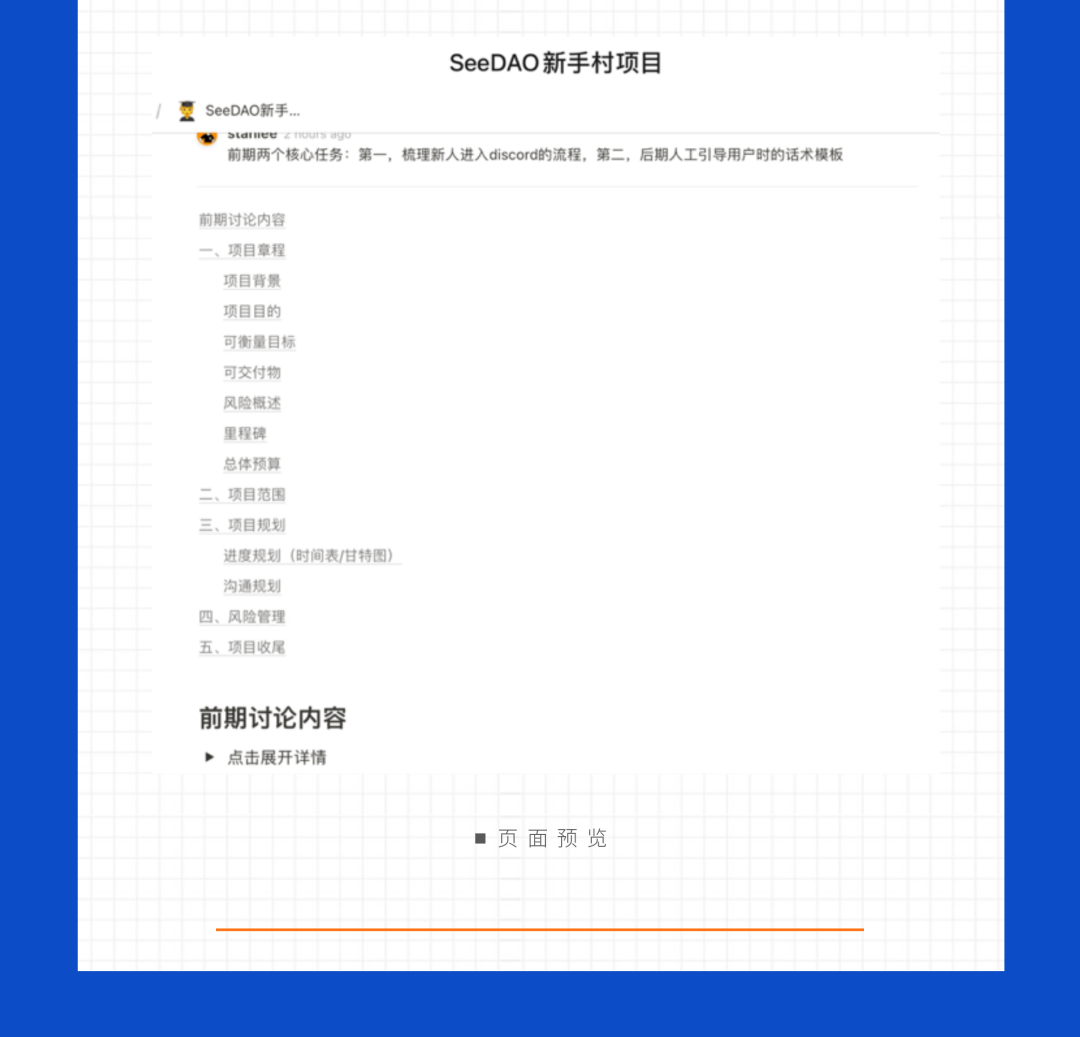 SeeDAO新手村项目
/ SeeDAO新手...
stanlee 2 hours ago
前期两个核心任务：第一，梳理新人进入discord的流程，第二，后期人工引导用户时的话术模板
前期讨论内容
一、项目章程
项目背景
项目目的
可衡量目标
可交付物
风险概述
里程碑
总体预算
二、项目范围
三、项目规划
进度规划（时间表/甘特图）
沟通规划
四、风险管理
五、项目收尾
前期讨论内容
▶ 点击展开详情
■ 页面预览